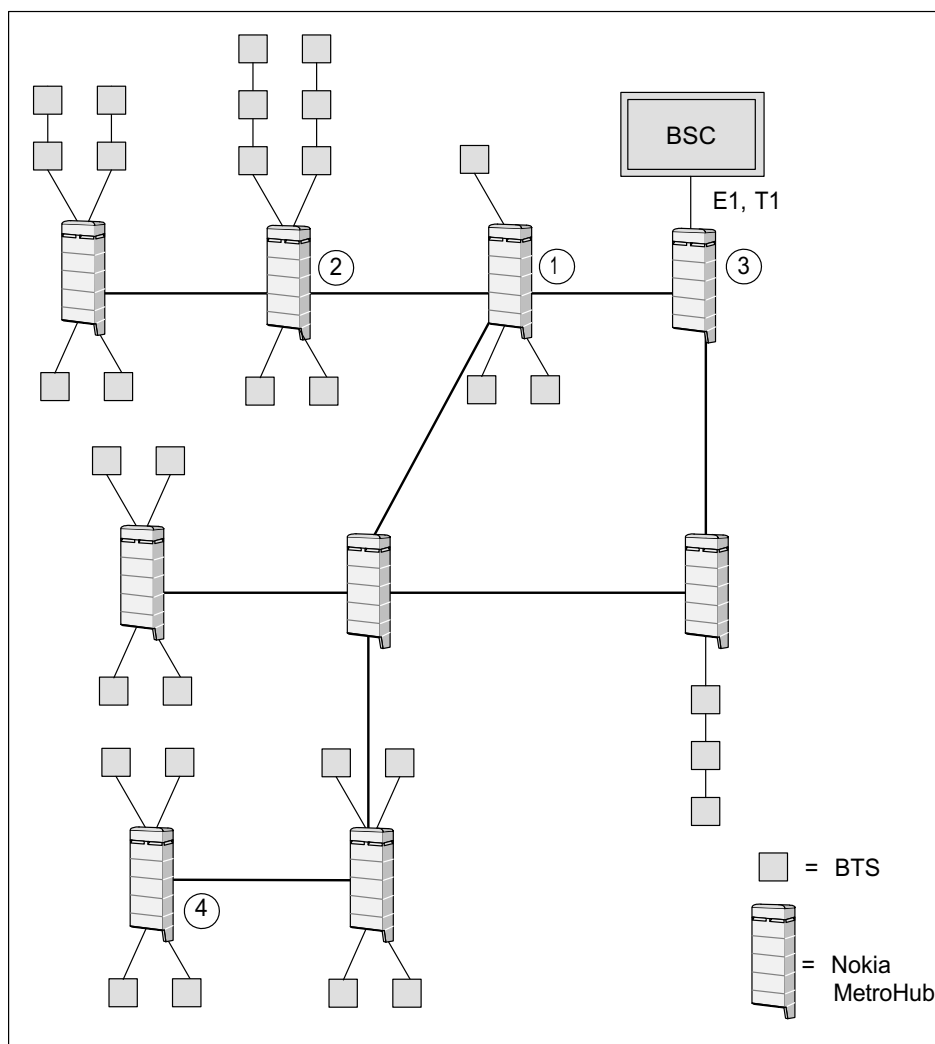 BSC
E1, T1
2
1
3
4
= BTS
= Nokia
MetroHub